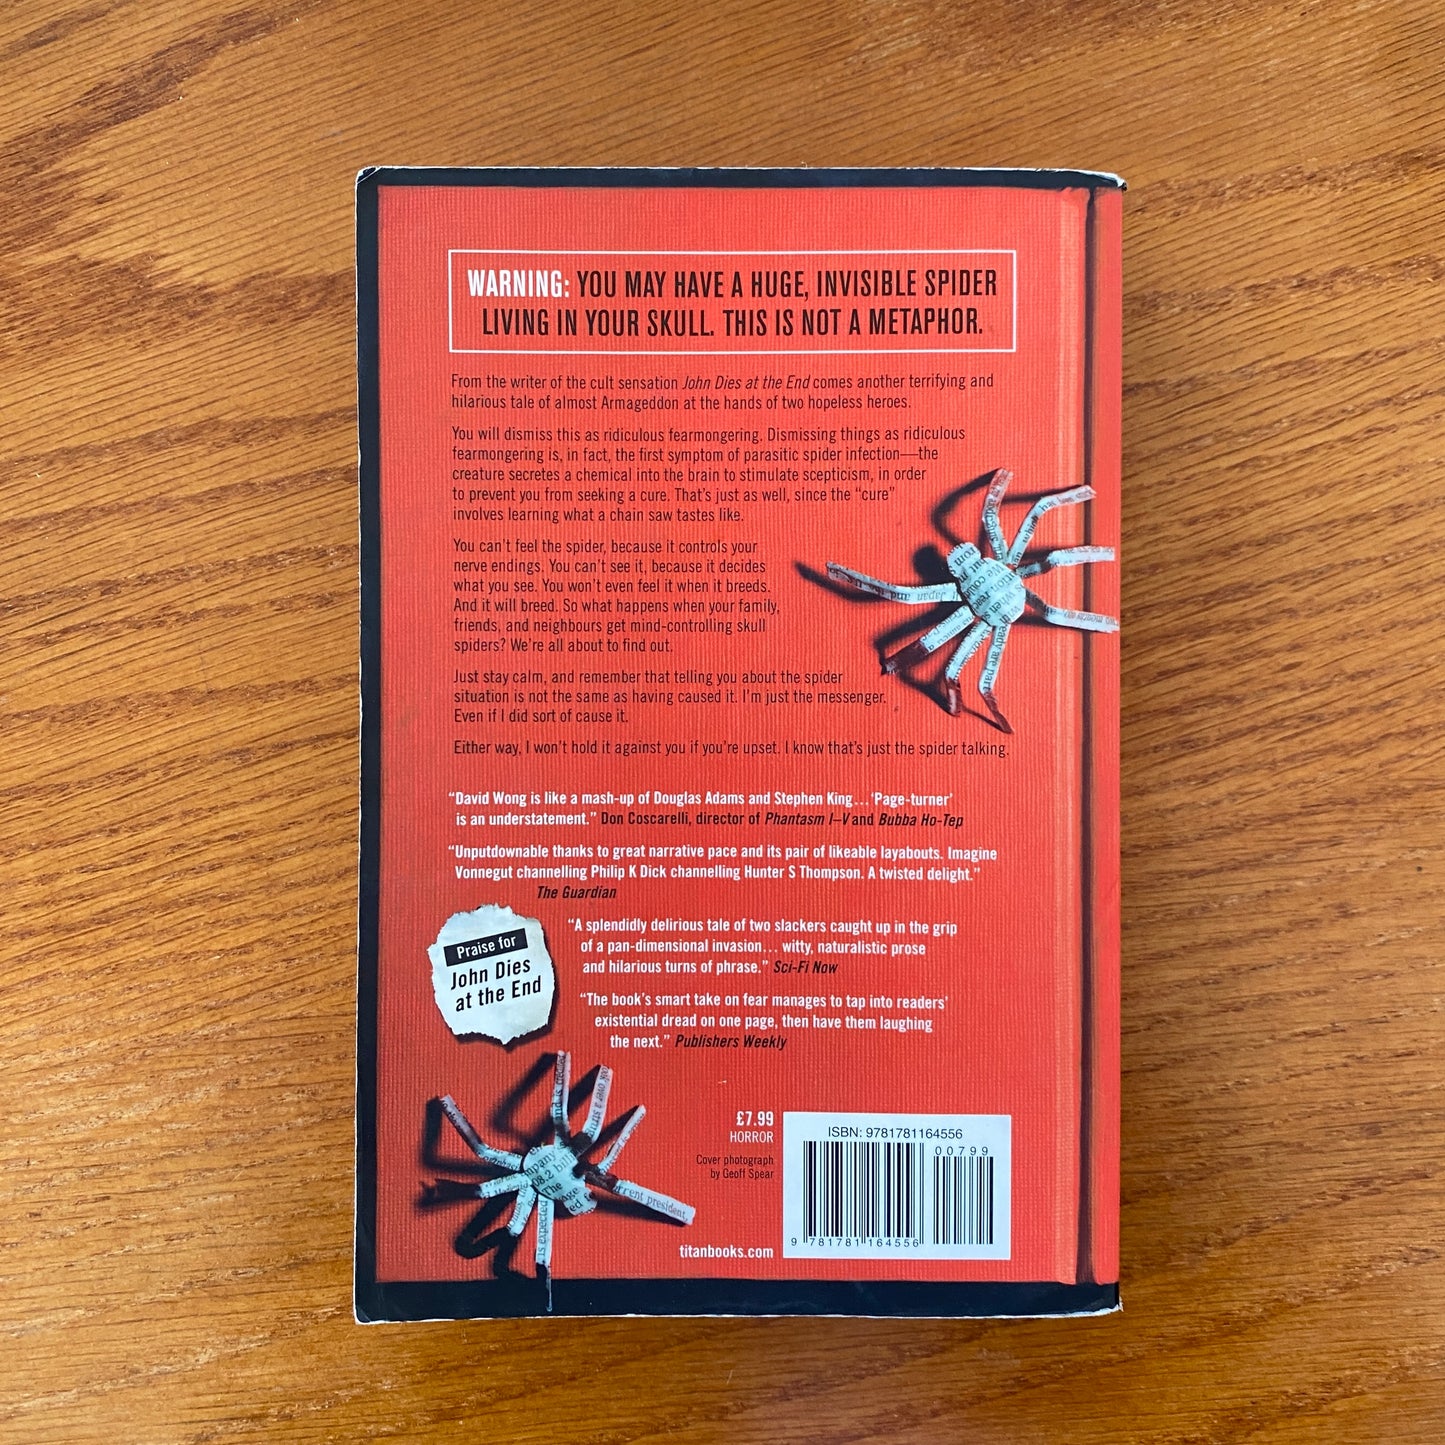 WARNING: YOU MAY HAVE A HUGE, INVISIBLE SPIDER
LIVING IN YOUR SKULL. THIS IS NOT A METAPHOR.
From the writer of the cult sensation John Dies at the End comes another terrifying and
hilarious tale of almost Armageddon at the hands of two hopeless heroes.
You will dismiss this as ridiculous fearmongering. Dismissing things as ridiculous
fearmongering is, in fact, the first symptom of parasitic spider infection—the
creature secretes a chemical into the brain to stimulate scepticism, in order
to prevent you from seeking a cure. That's just as well, since the “cure”
involves learning what a chain saw tastes like.
You can't feel the spider, because it controls your
nerve endings. You can't see it, because it decides
what you see. You won't even feel it when it breeds.
And it will breed. So what happens when your family,
friends, and neighbours get mind-controlling skull
spiders? We're all about to find out.
Just stay calm, and remember that telling you about the spider
situation is not the same as having caused it. I'm just the messenger.
Even if I did sort of cause it.
Either way, I won't hold it against you if you're upset. I know that's just the spider talking.
“David Wong is like a mash-up of Douglas Adams and Stephen King… ‘Page-turner’
is an understatement.” Don Coscarelli, director of Phantasm I–V and Bubba Ho-Tep
“Unputdownable thanks to great narrative pace and its pair of likeable layabouts. Imagine
Vonnegut channelling Philip K Dick channelling Hunter S Thompson. A twisted delight.”
The Guardian
Praise for
John Dies
at the End
“A splendidly delirious tale of two slackers caught up in the grip
of a pan-dimensional invasion… witty, naturalistic prose
and hilarious turns of phrase.” Sci-Fi Now
“The book's smart take on fear manages to tap into readers'
existential dread on one page, then have them laughing
the next.” Publishers Weekly
£7.99
HORROR
Cover photograph
by Geoff Spear
titanbooks.com
ISBN: 9781781164556
00799
9 781781 164556